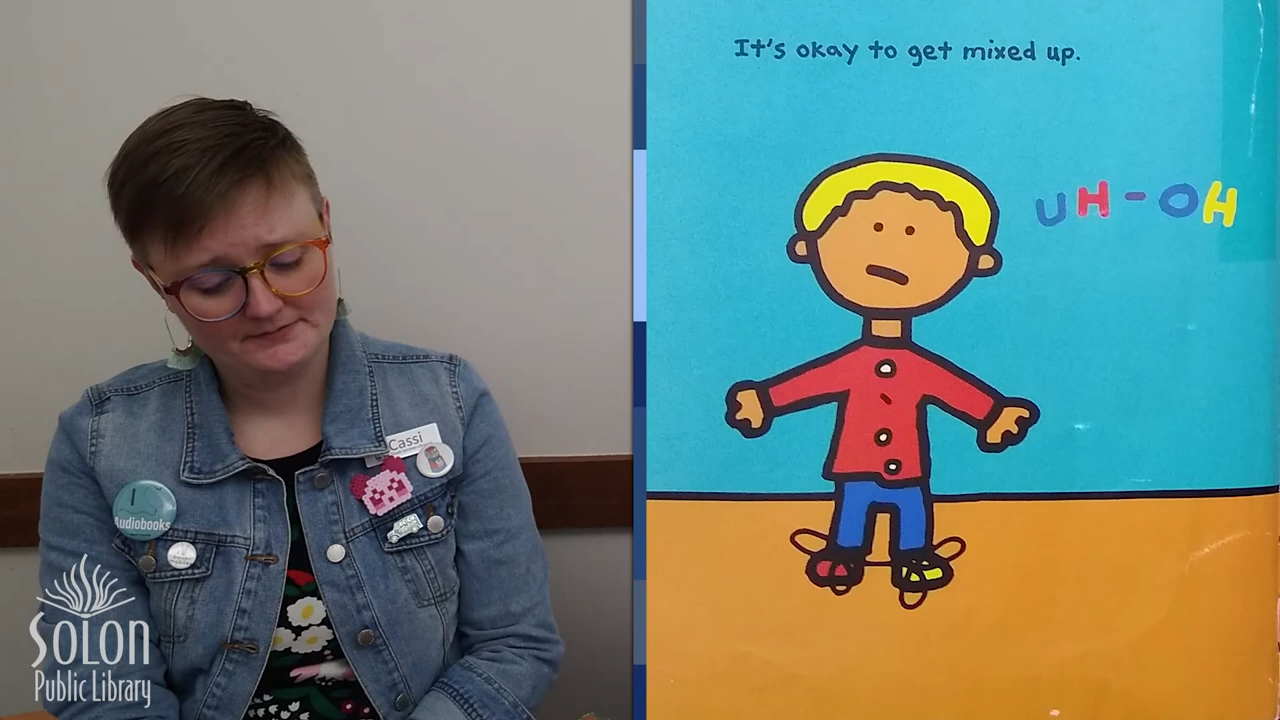 It's okay to get mixed up.
UH-OH
Cassi
I
Audiobooks
SOLON
Public Library